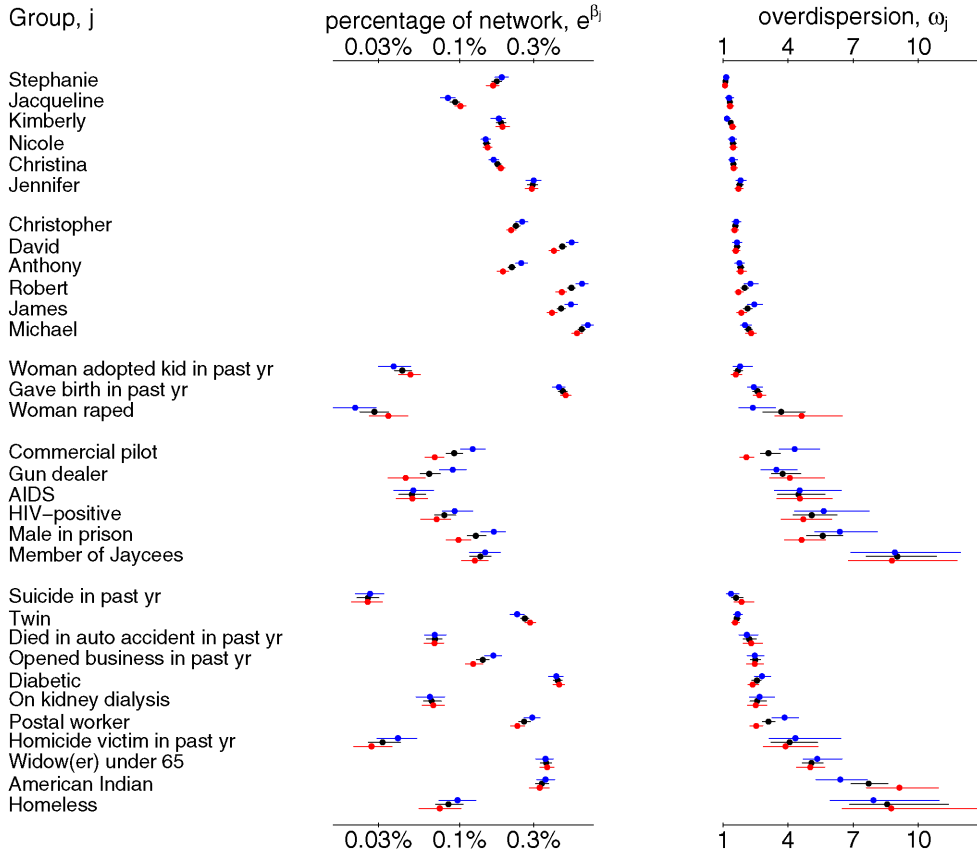 Group, j percentage of network, e^βj overdispersion, ωj
0.03% 0.1% 0.3% 1 4 7 10
Stephanie
Jacqueline
Kimberly
Nicole
Christina
Jennifer
Christopher
David
Anthony
Robert
James
Michael
Woman adopted kid in past yr
Gave birth in past yr
Woman raped
Commercial pilot
Gun dealer
AIDS
HIV−positive
Male in prison
Member of Jaycees
Suicide in past yr
Twin
Died in auto accident in past yr
Opened business in past yr
Diabetic
On kidney dialysis
Postal worker
Homicide victim in past yr
Widow(er) under 65
American Indian
Homeless
0.03% 0.1% 0.3% 1 4 7 10